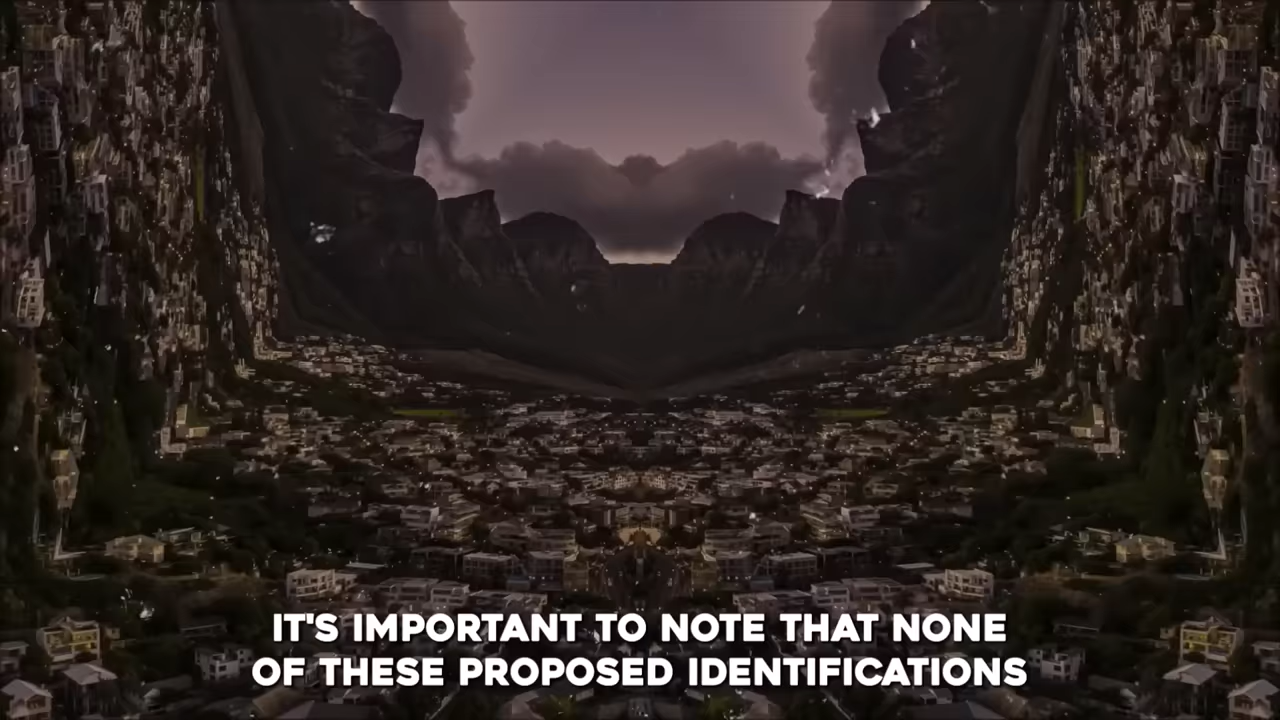 IT'S IMPORTANT TO NOTE THAT NONE
OF THESE PROPOSED IDENTIFICATIONS